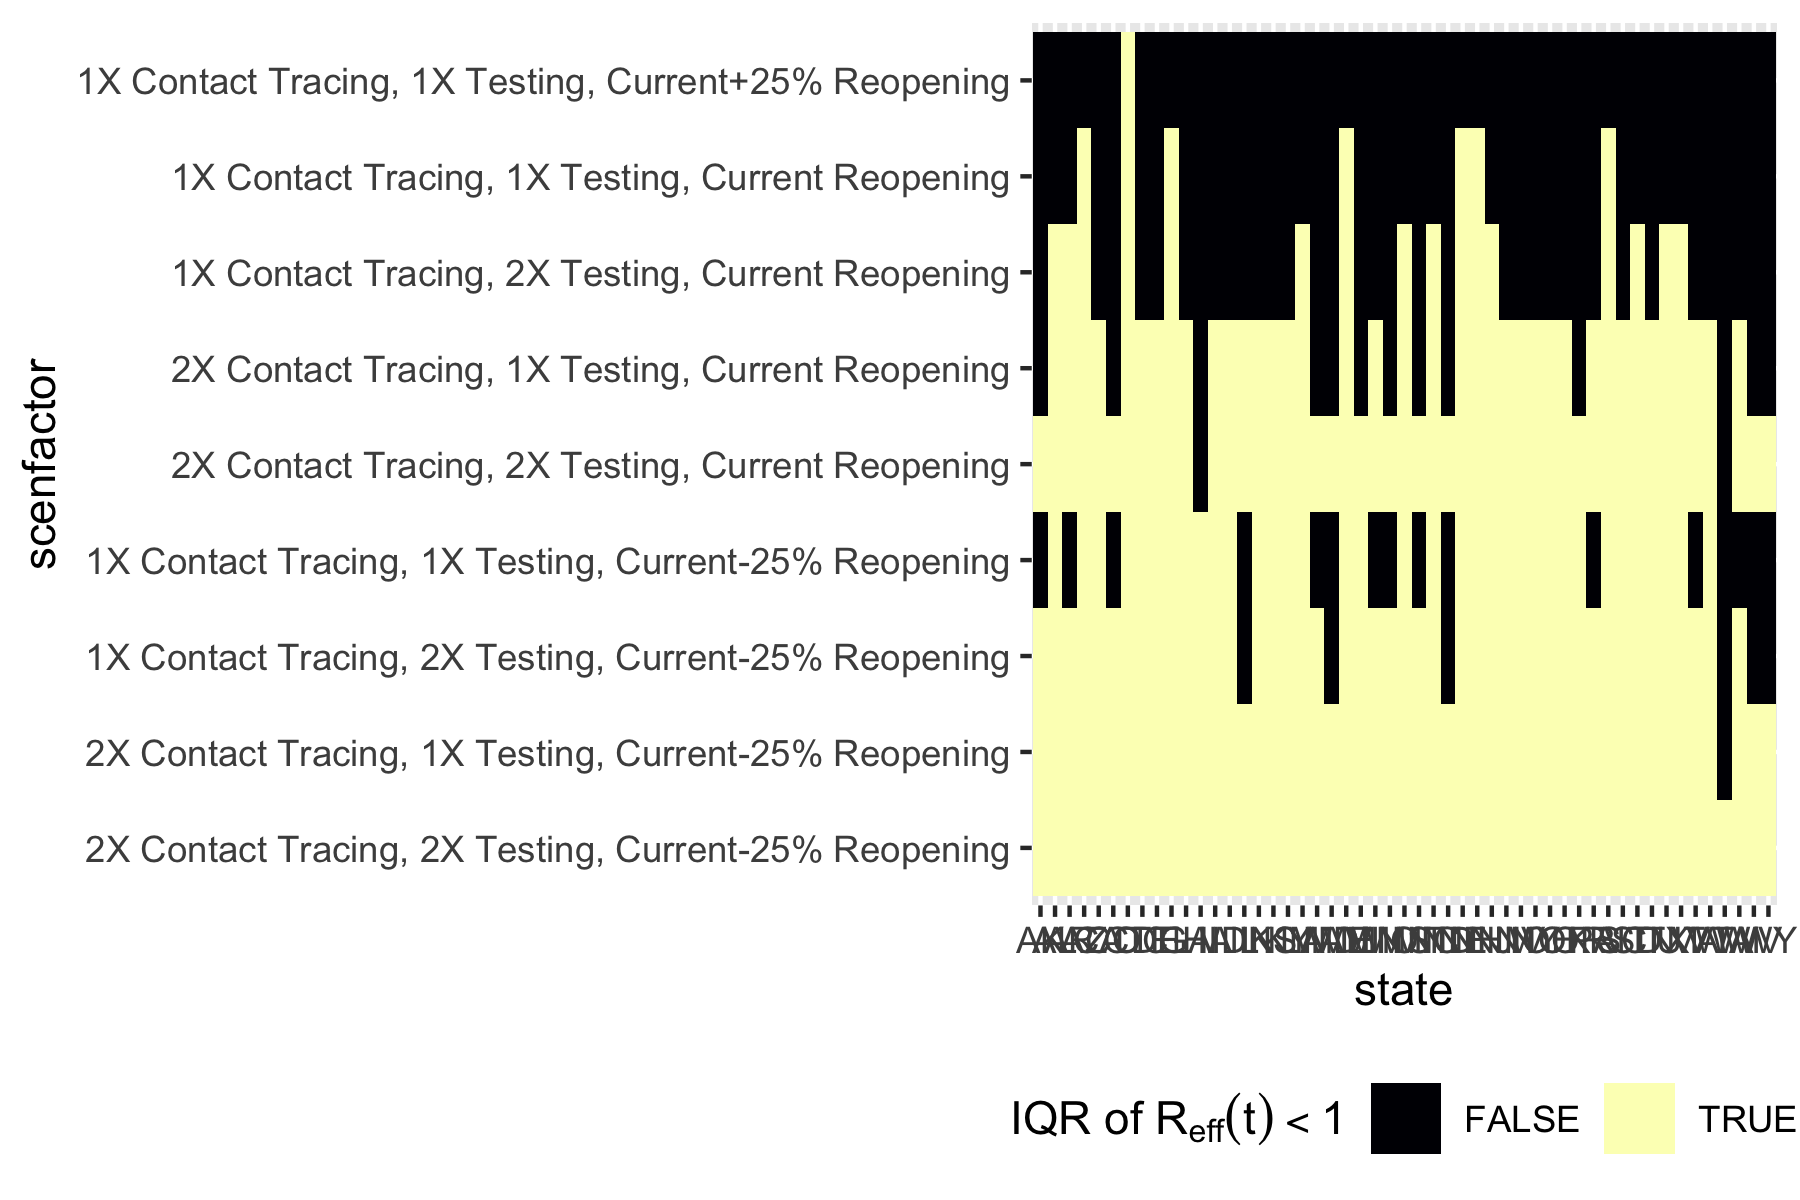 1X Contact Tracing, 1X Testing, Current+25% Reopening
1X Contact Tracing, 1X Testing, Current Reopening
1X Contact Tracing, 2X Testing, Current Reopening
2X Contact Tracing, 1X Testing, Current Reopening
2X Contact Tracing, 2X Testing, Current Reopening
1X Contact Tracing, 1X Testing, Current-25% Reopening
1X Contact Tracing, 2X Testing, Current-25% Reopening
2X Contact Tracing, 1X Testing, Current-25% Reopening
2X Contact Tracing, 2X Testing, Current-25% Reopening
scenfactor
state
IQR of Reff(t) < 1 FALSE TRUE